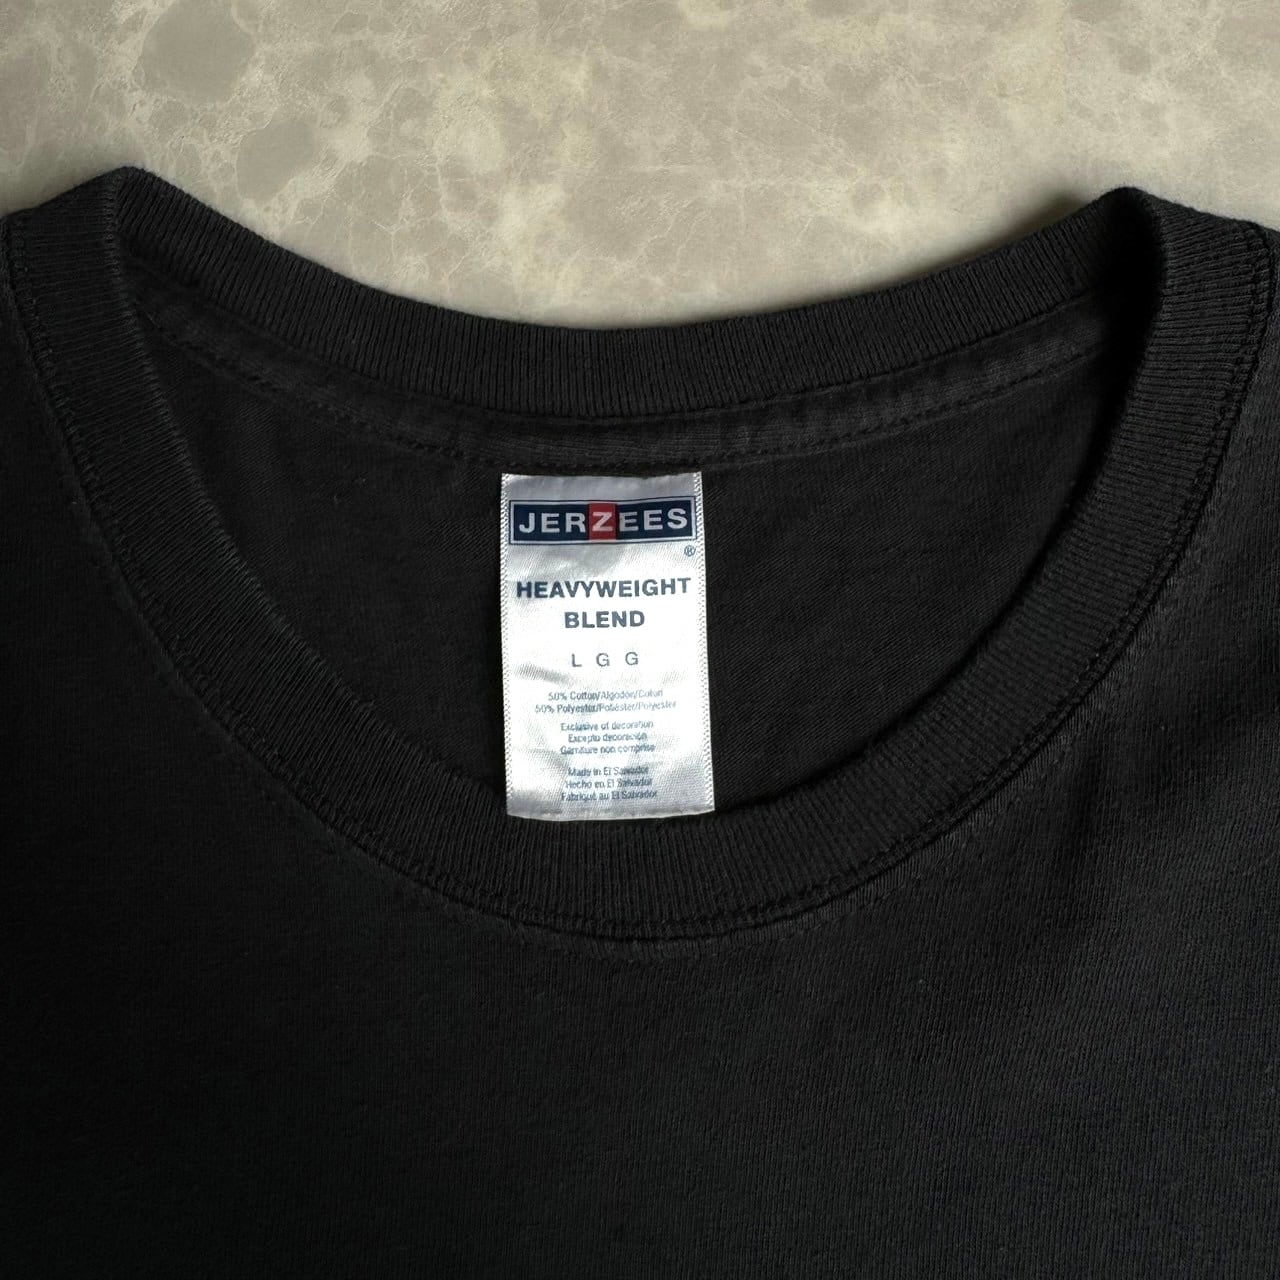 JERZEES
®
HEAVYWEIGHT
BLEND
L G G
50% Cotton/Algodon/Coton
50% Polyester/Poliéster/Polyester
Exclusive of decoration
Excepto decoración
Garniture non comprise
Made in El Salvador
Hecho en El Salvador
Fabriqué au El Salvador